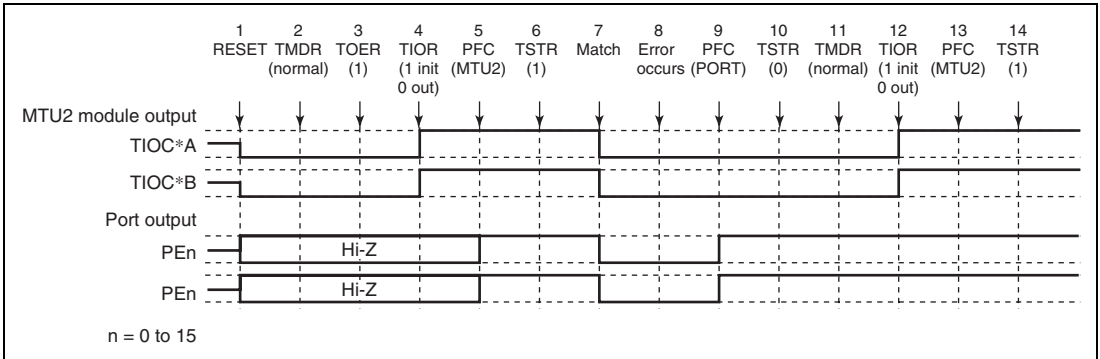 1 2 3 4 5 6 7 8 9 10 11 12 13 14
RESET TMDR TOER TIOR PFC TSTR Match Error PFC TSTR TMDR TIOR PFC TSTR
(normal) (1) (1 init (MTU2) (1) occurs (PORT) (0) (normal) (1 init (MTU2) (1)
0 out) 0 out)
MTU2 module output
TIOC*A
TIOC*B
Port output
PEn Hi-Z
PEn Hi-Z
n = 0 to 15